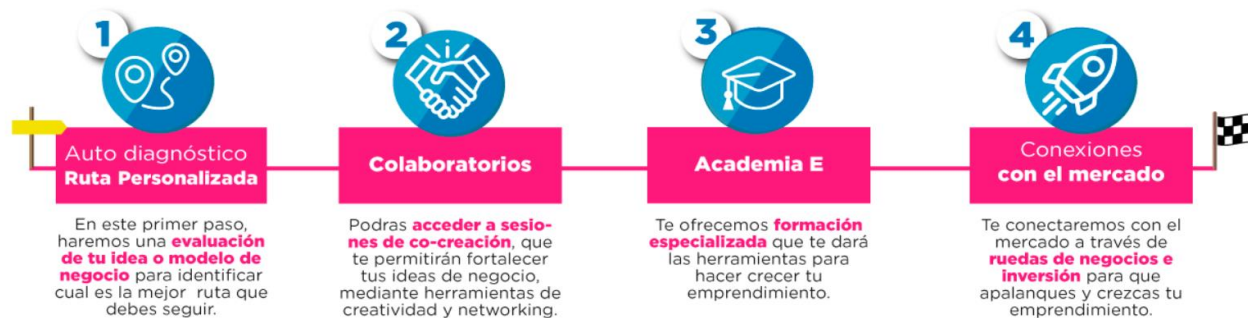 1
Auto diagnóstico
Ruta Personalizada
En este primer paso,
haremos una evaluación
de tu idea o modelo de
negocio para identificar
cual es la mejor ruta que
debes seguir.
2
Colaboratorios
Podras acceder a sesio-
nes de co-creación, que
te permitirán fortalecer
tus ideas de negocio,
mediante herramientas de
creatividad y networking.
3
Academia E
Te ofrecemos formación
especializada que te dará
las herramientas para
hacer crecer tu
emprendimiento.
4
Conexiones
con el mercado
Te conectaremos con el
mercado a través de
ruedas de negocios e
inversión para que
apalanques y crezcas tu
emprendimiento.